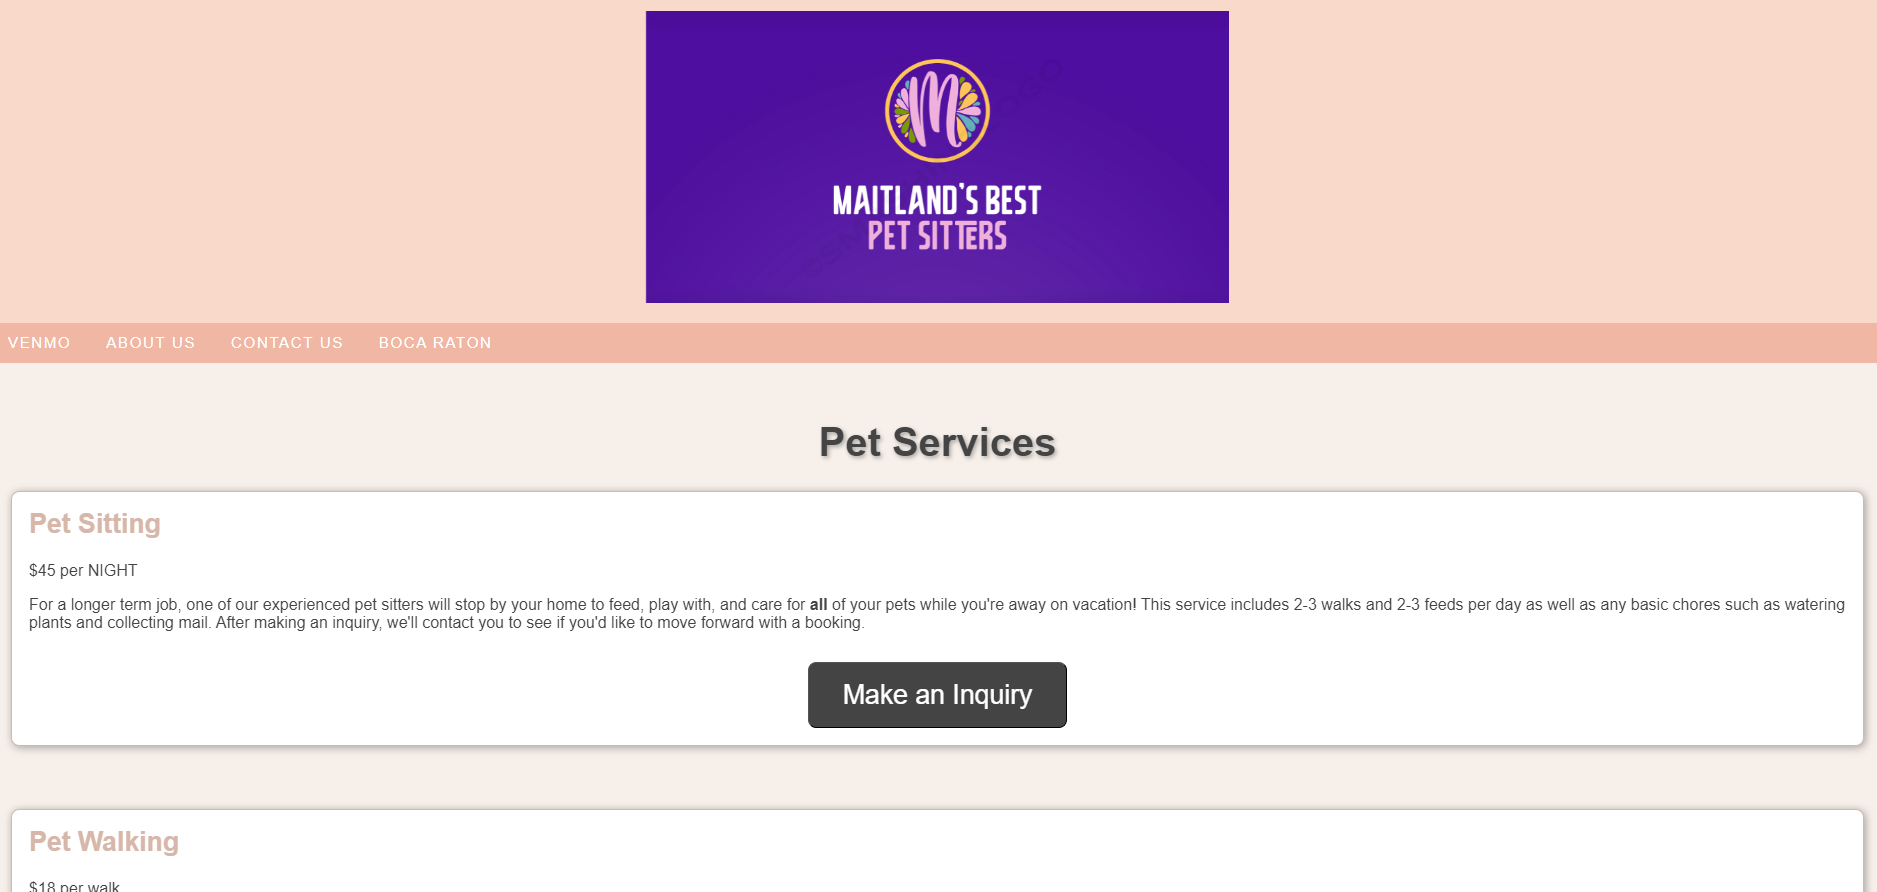 M
MAITLAND'S BEST
PET SITTERS
VENMO ABOUT US CONTACT US BOCA RATON
Pet Services
Pet Sitting
$45 per NIGHT
For a longer term job, one of our experienced pet sitters will stop by your home to feed, play with, and care for all of your pets while you're away on vacation! This service includes 2-3 walks and 2-3 feeds per day as well as any basic chores such as watering
plants and collecting mail. After making an inquiry, we'll contact you to see if you'd like to move forward with a booking.
Make an Inquiry
Pet Walking
$18 per walk